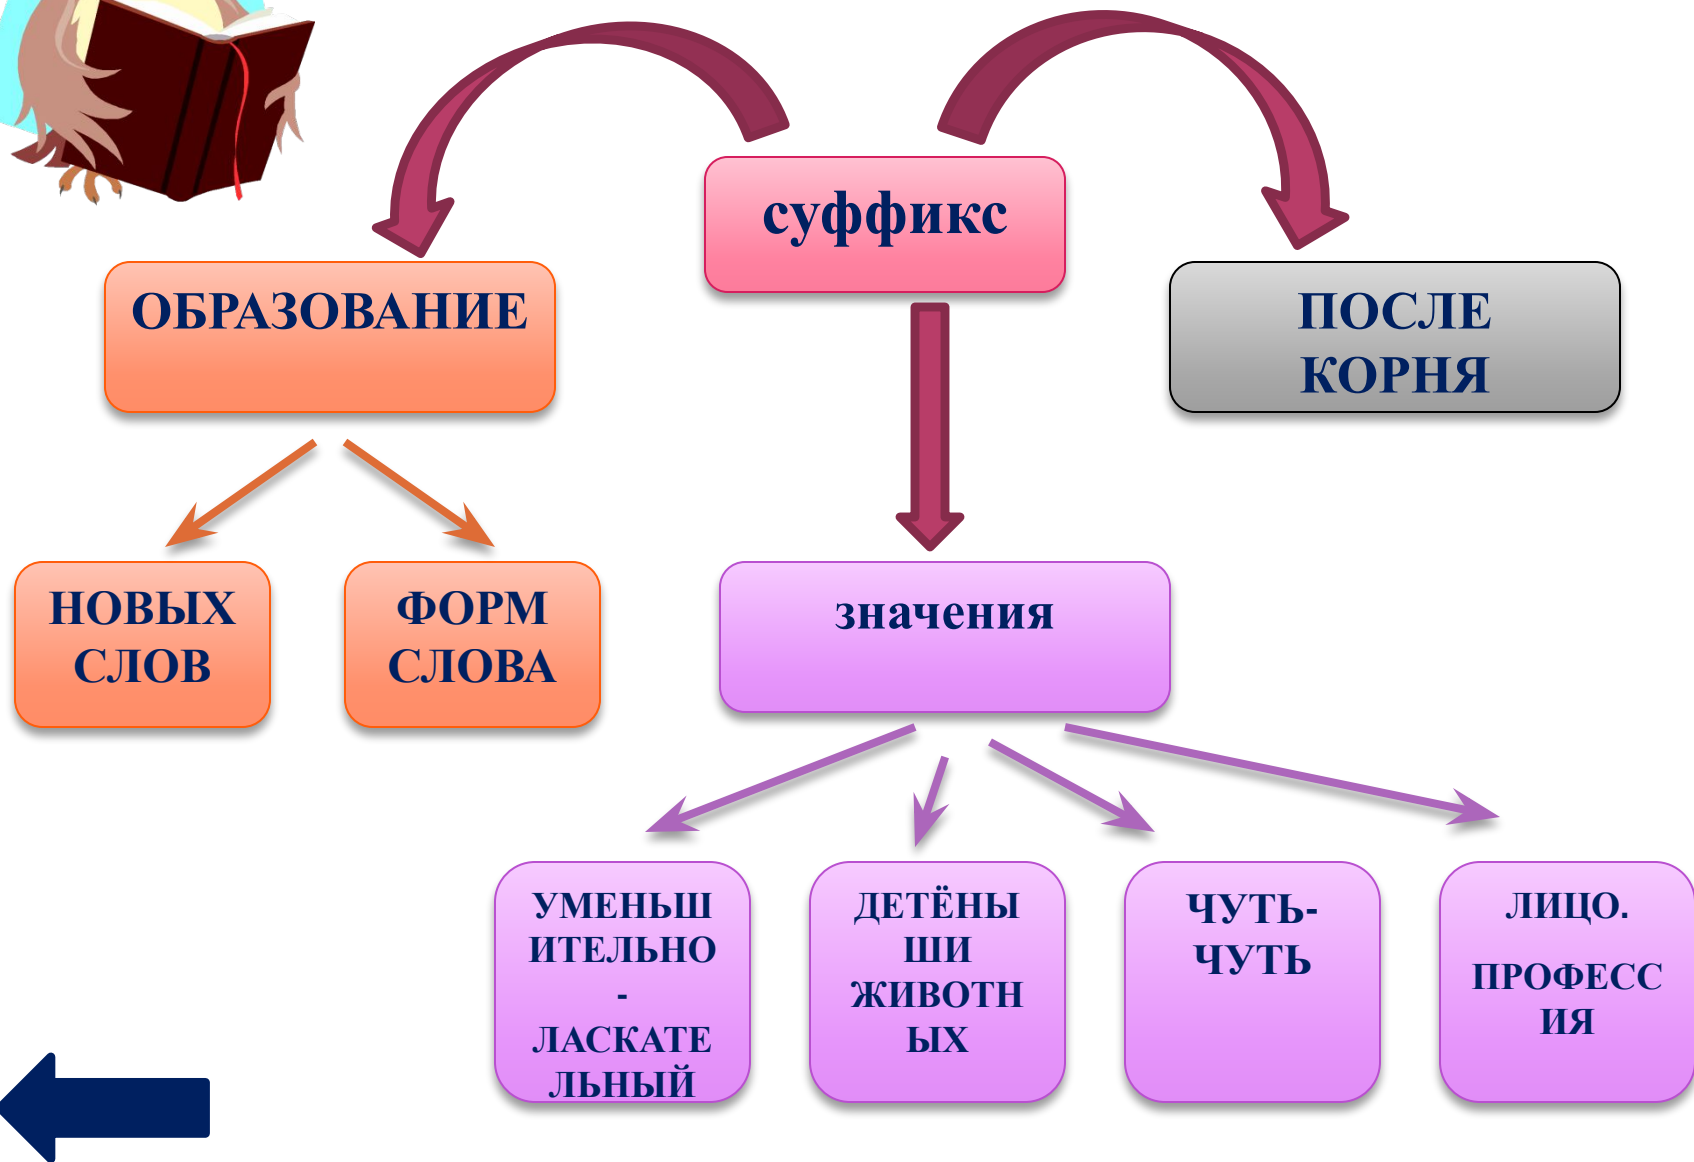 суффикс
ОБРАЗОВАНИЕ
ПОСЛЕ
КОРНЯ
НОВЫХ
СЛОВ
ФОРМ
СЛОВА
значения
УМЕНЬШ
ИТЕЛЬНО
-
ЛАСКАТЕ
ЛЬНЫЙ
ДЕТЁНЫ
ШИ
ЖИВОТН
ЫХ
ЧУТЬ-
ЧУТЬ
ЛИЦО.
ПРОФЕСС
ИЯ